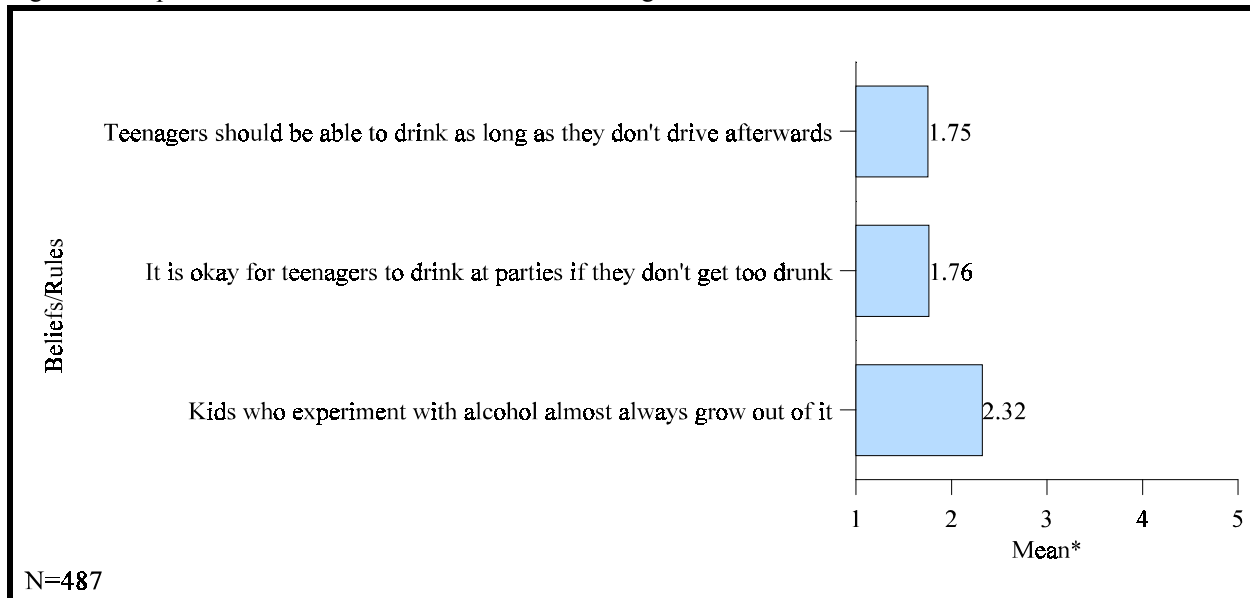 Teenagers should be able to drink as long as they don't drive afterwards
1.75
It is okay for teenagers to drink at parties if they don't get too drunk
1.76
Kids who experiment with alcohol almost always grow out of it
2.32
Beliefs/Rules
1 2 3 4 5
Mean*
N=487